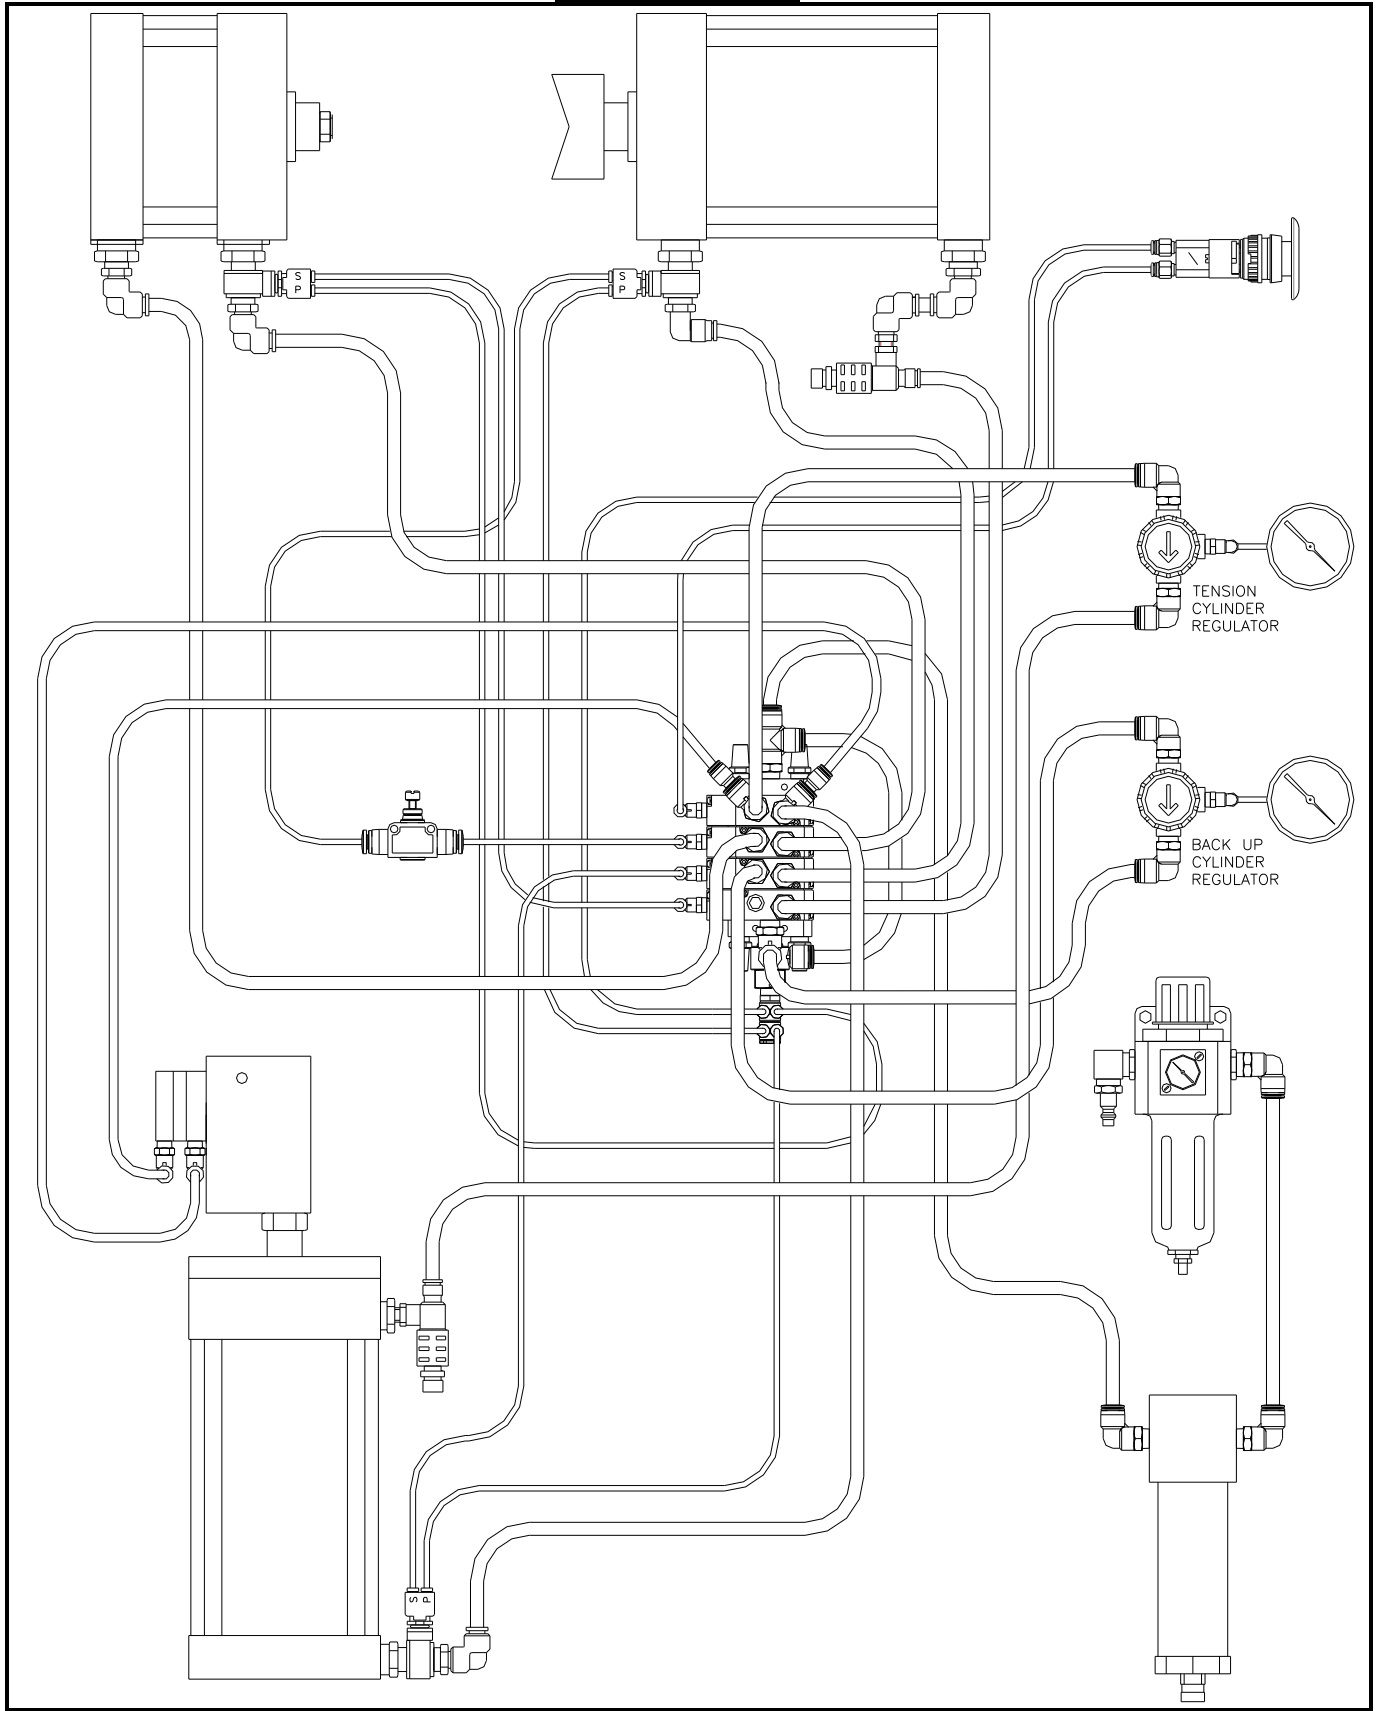 S
P
S
P
TENSION
CYLINDER
REGULATOR
BACK UP
CYLINDER
REGULATOR
S
P